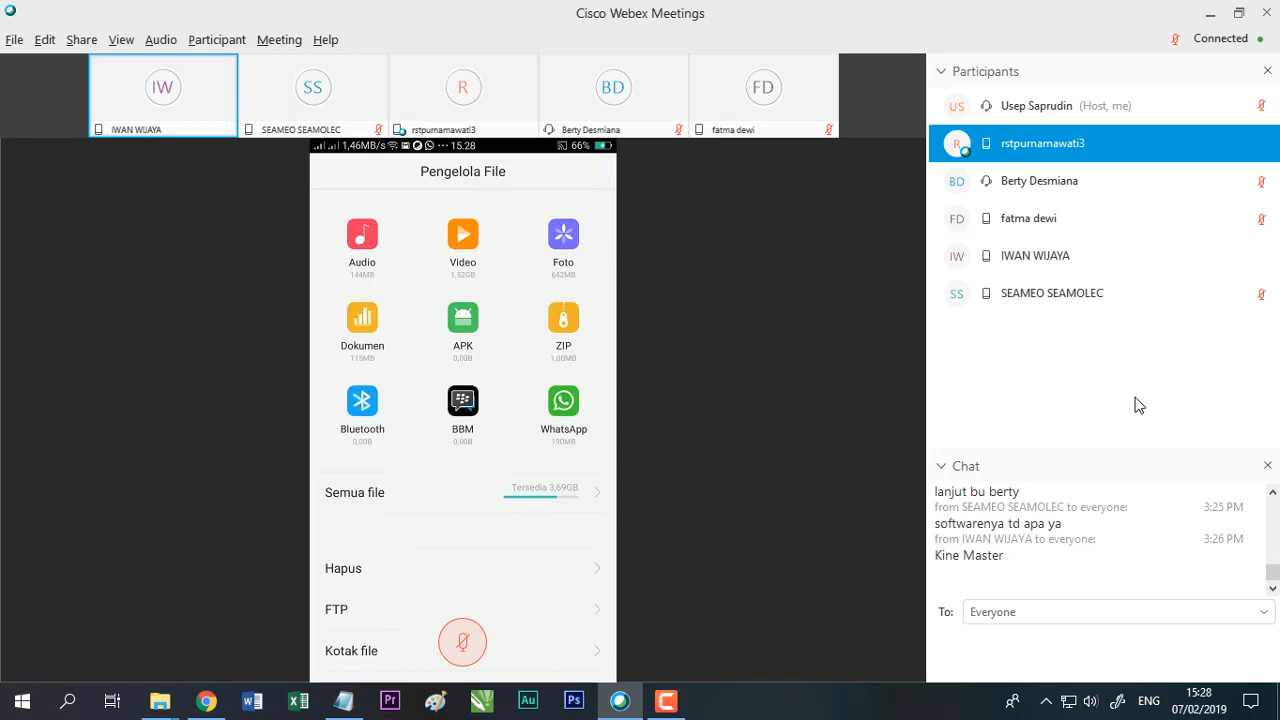 Cisco Webex Meetings
File Edit Share View Audio Participant Meeting Help
Connected
IW
IWAN WIJAYA
SS
SEAMEO SEAMOLEC
R
rstpurnamawati3
BD
Berty Desmiana
FD
fatma dewi
1,46MB/s ··· 15.28 66%
Pengelola File
Audio Video Foto
144MB 1,52GB 642MB
Dokumen APK ZIP
115MB 0,00B 1,00MB
Bluetooth BBM WhatsApp
0,00B 0,00B 190MB
Semua file Tersedia 3,69GB
Hapus
FTP
Kotak file
Participants
US Usep Saprudin (Host, me)
R rstpurnamawati3
BD Berty Desmiana
FD fatma dewi
IW IWAN WIJAYA
SS SEAMEO SEAMOLEC
Chat
lanjut bu berty
from SEAMEO SEAMOLEC to everyone: 3:25 PM
softwarenya td apa ya
from IWAN WIJAYA to everyone: 3:26 PM
Kine Master
To: Everyone
W X Pr Au Ps C
ENG
15:28
07/02/2019